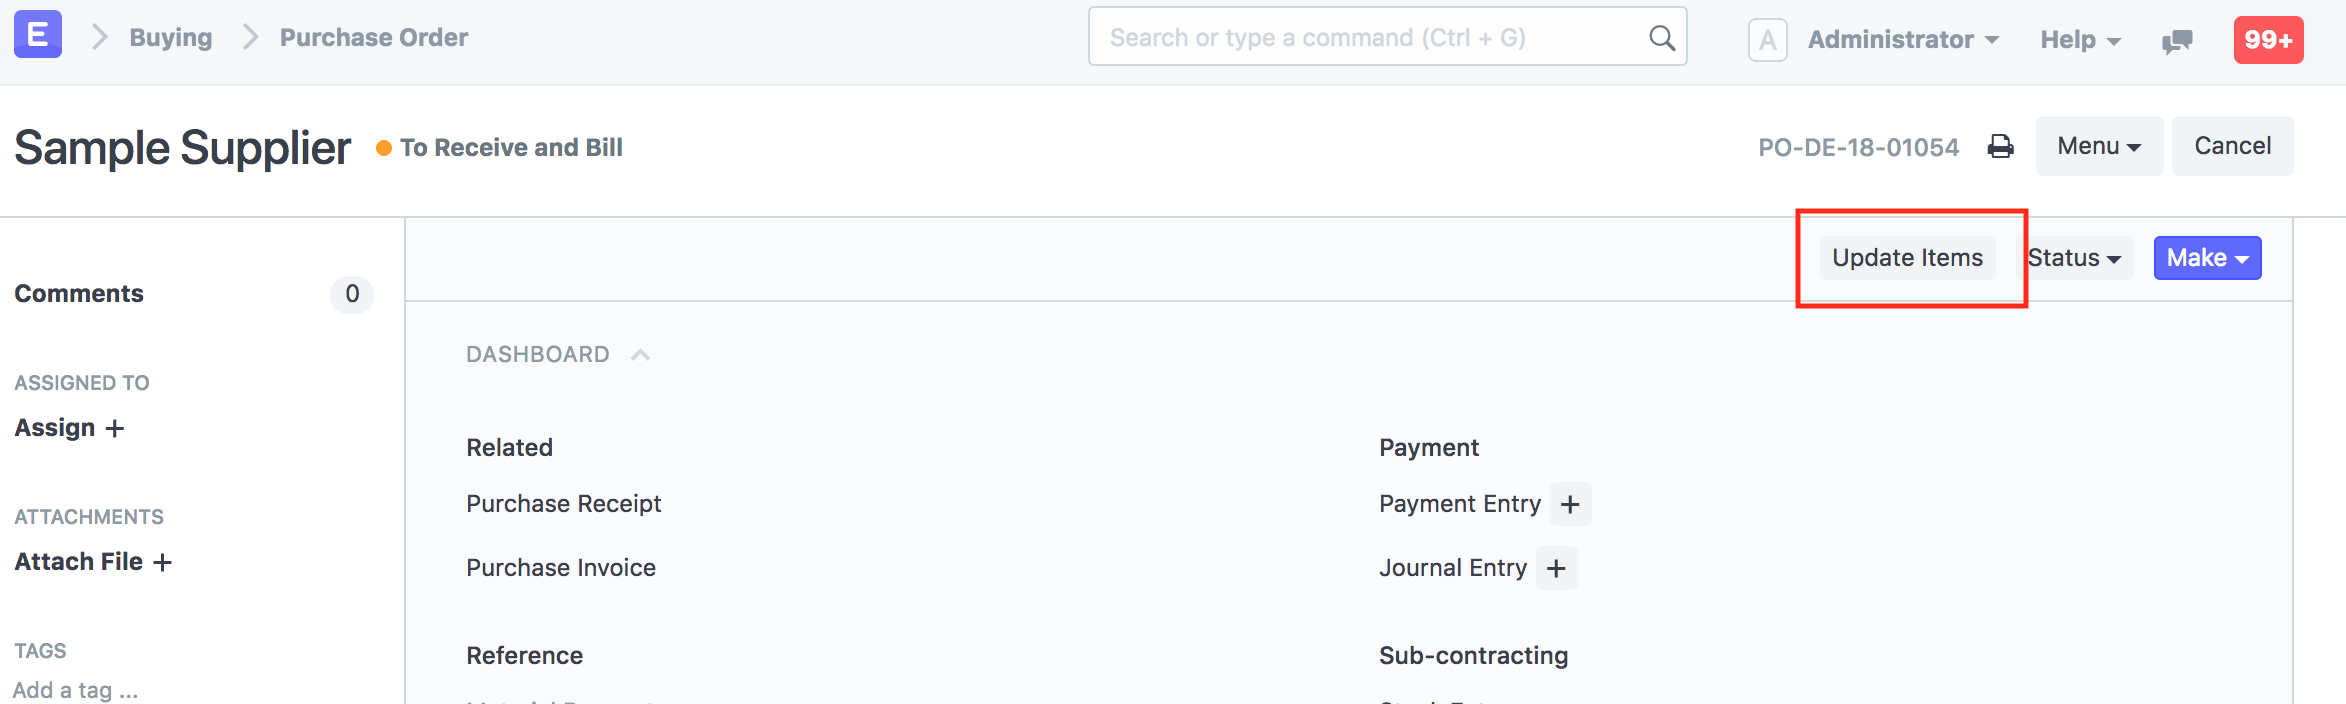 E Buying Purchase Order Search or type a command (Ctrl + G) A Administrator Help 99+
Sample Supplier To Receive and Bill PO-DE-18-01054 Menu Cancel
Update Items Status Make
Comments 0
DASHBOARD
ASSIGNED TO
Assign +
Related Payment
Purchase Receipt Payment Entry +
ATTACHMENTS
Attach File +
Purchase Invoice Journal Entry +
TAGS
Reference Sub-contracting
Add a tag ...